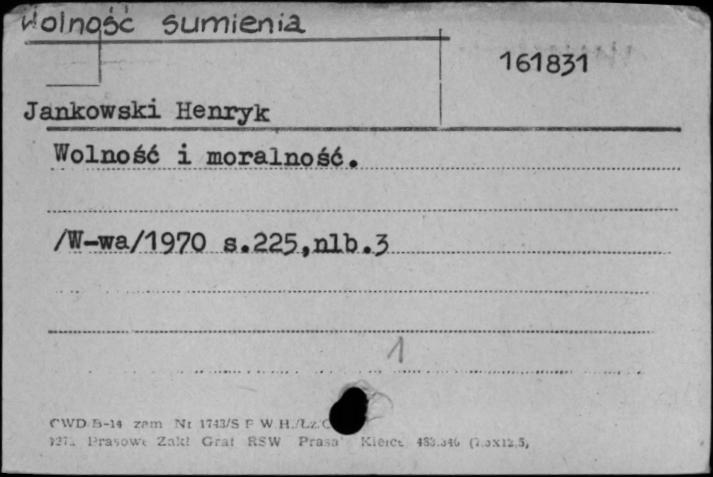 Wolność sumienia
161831
Jankowski Henryk
Wolność i moralność.
/W-wa/1970 s.225,nlb.3
1
CWD B-14 zam Nr 1743/S P W H./Łz.
Prasowe Zakł Graf RSW Prasa" Kielce